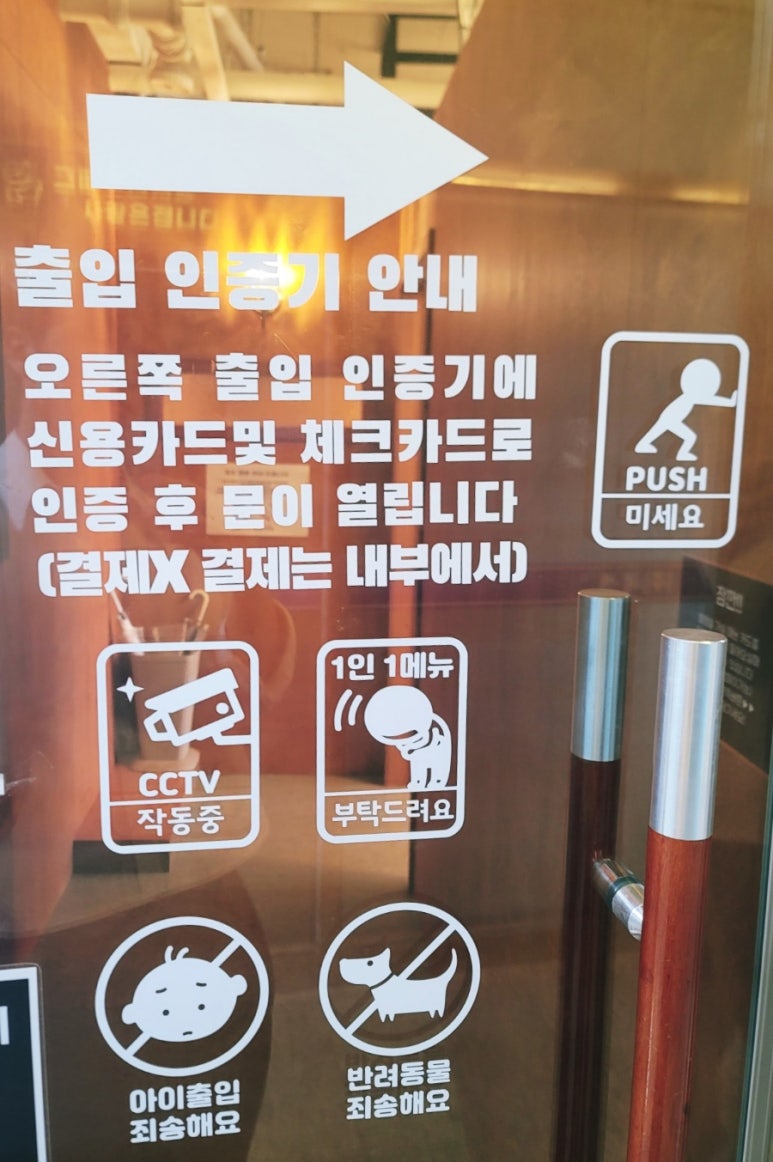 출입 인증기 안내
오른쪽 출입 인증기에
신용카드및 체크카드로
인증 후 문이 열립니다
(결제X 결제는 내부에서)
PUSH
미세요
CCTV
작동중
1인 1메뉴
부탁드려요
아이출입
죄송해요
반려동물
죄송해요